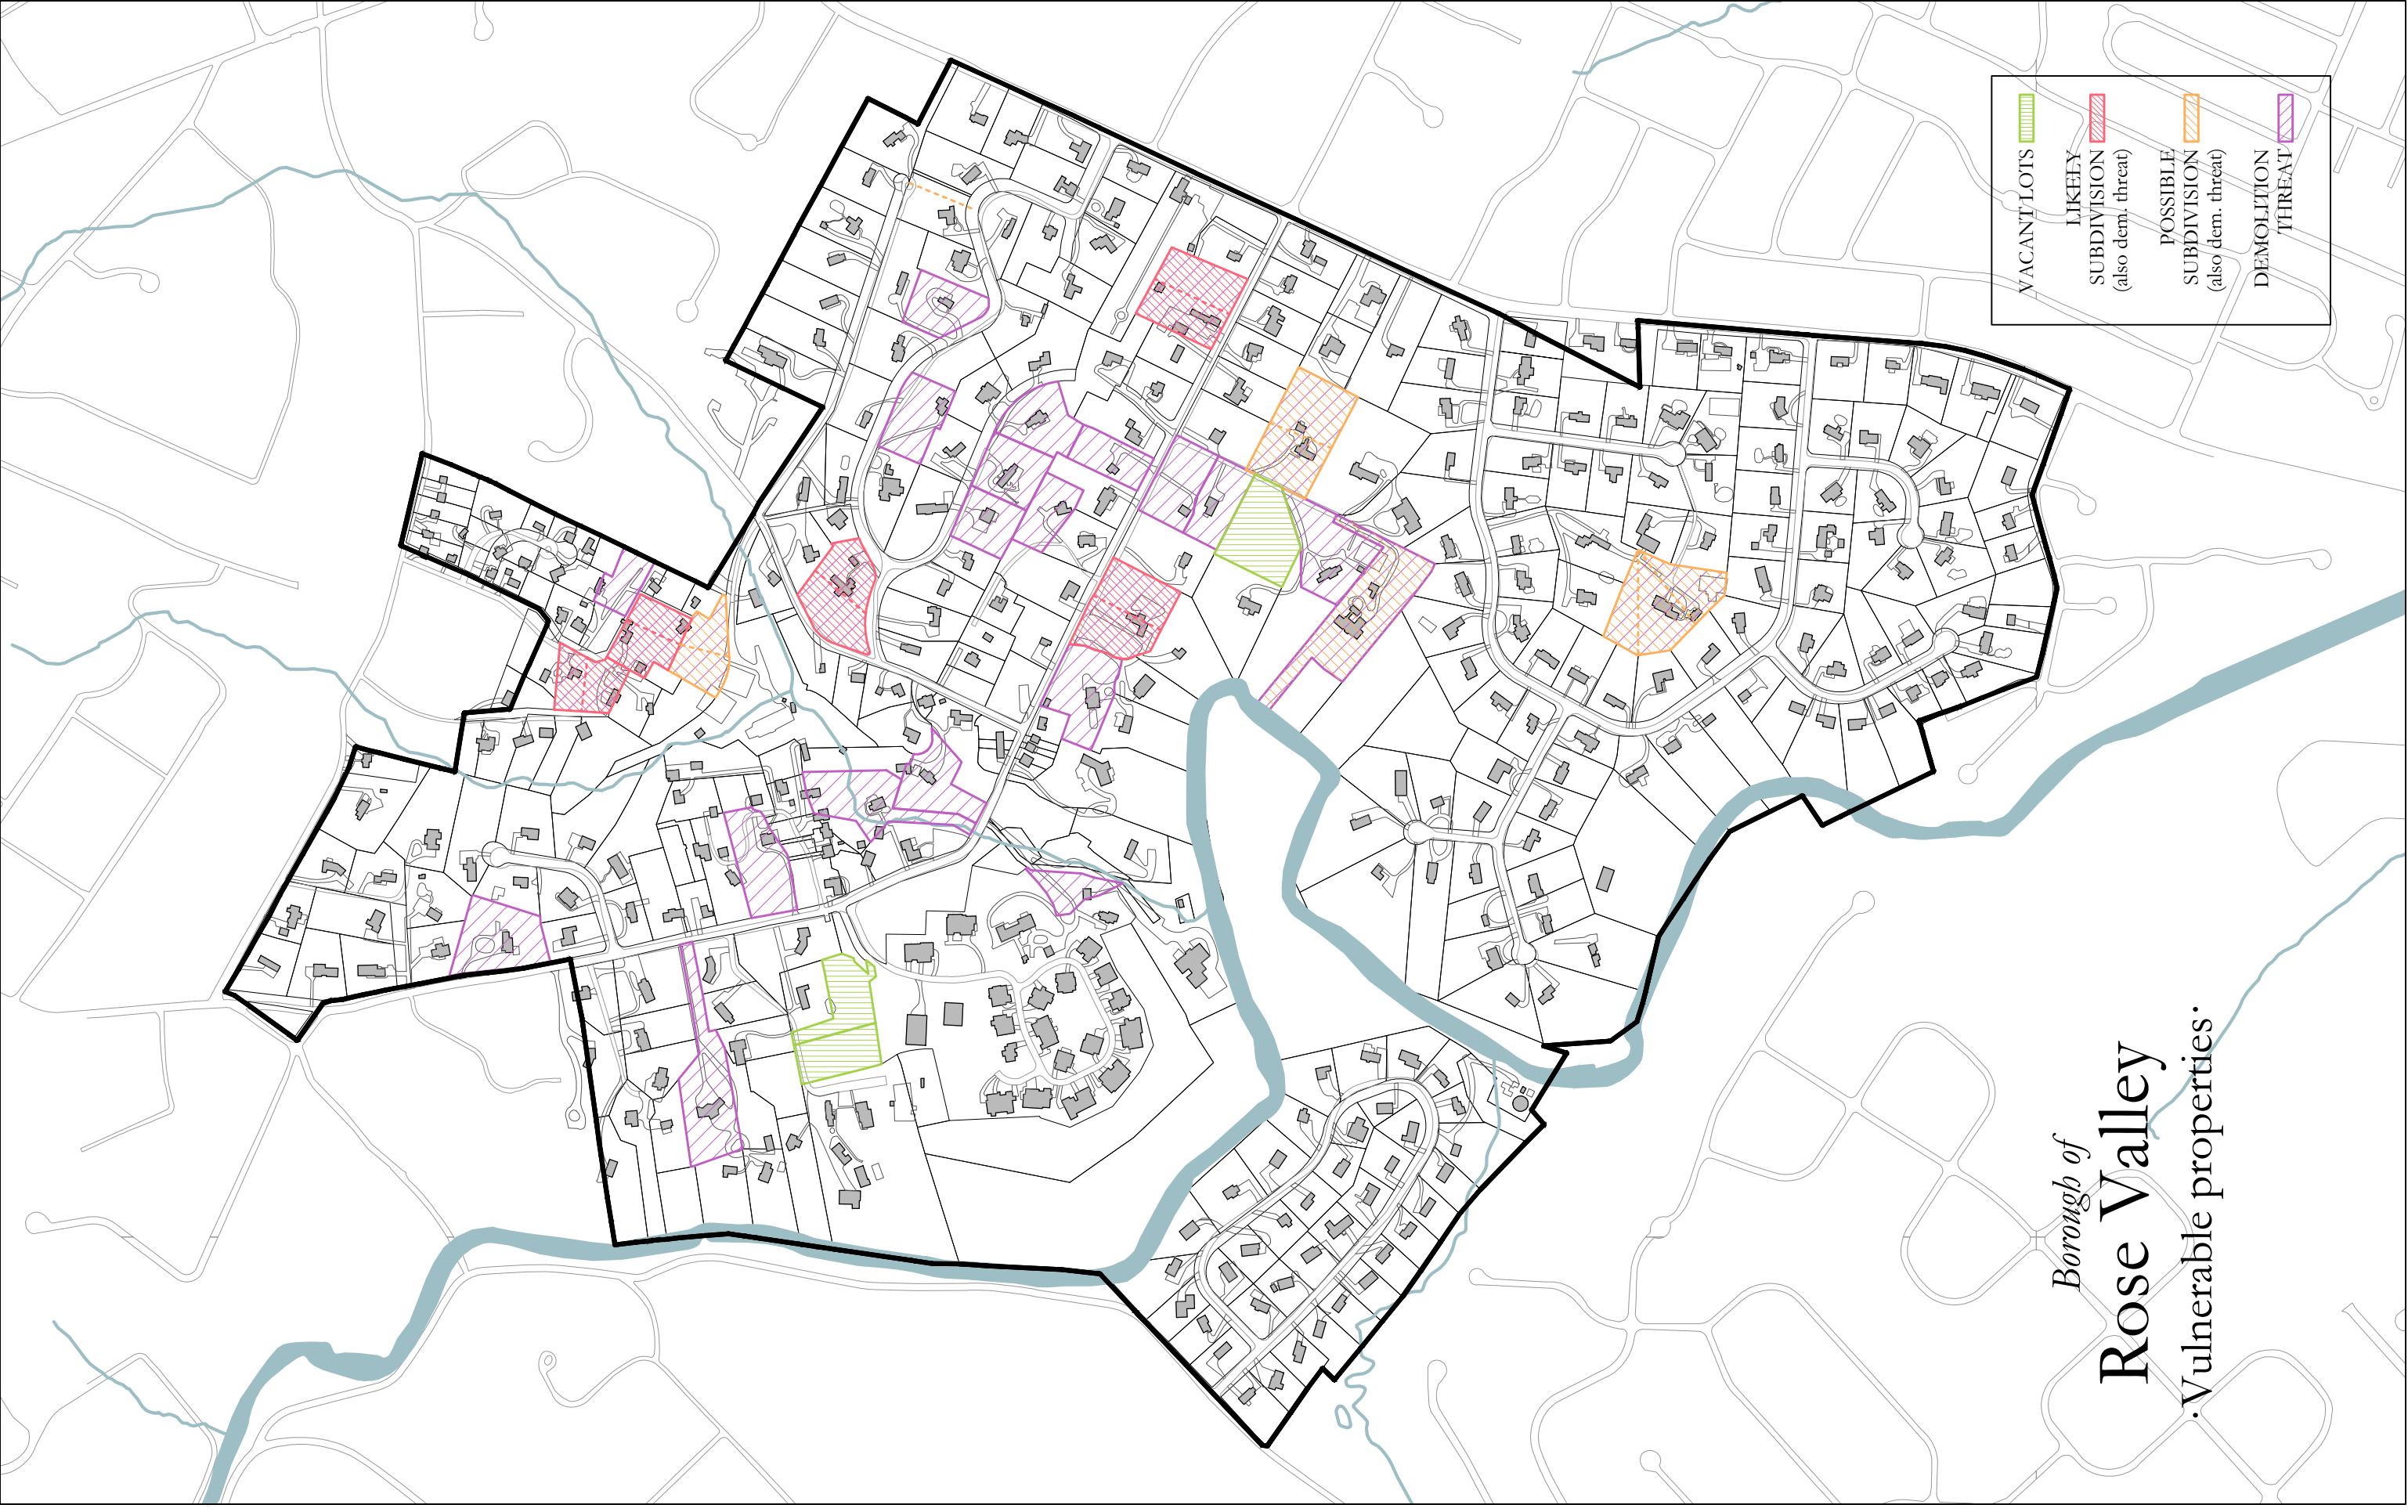 Borough of
Rose Valley
·Vulnerable properties·
VACANT LOTS
LIKELY
SUBDIVISION
(also dem. threat)
POSSIBLE
SUBDIVISION
(also dem. threat)
DEMOLITION
THREAT